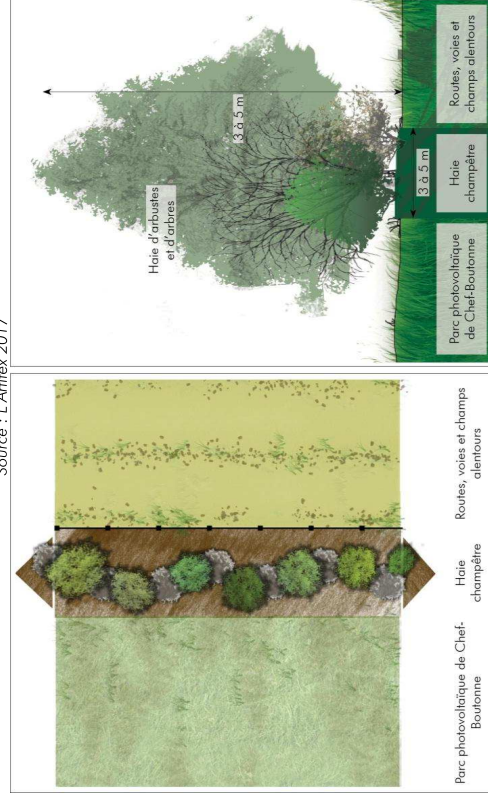 Source : L'Artifex 2017
Parc photovoltaïque de Chef-
Boutonne
Haie
champêtre
Routes, voies et champs
alentours
Haie d'arbustes
et d'arbres
3 à 5 m
3 à 5 m
Parc photovoltaïque
de Chef-Boutonne
Haie
champêtre
Routes, voies et
champs alentours